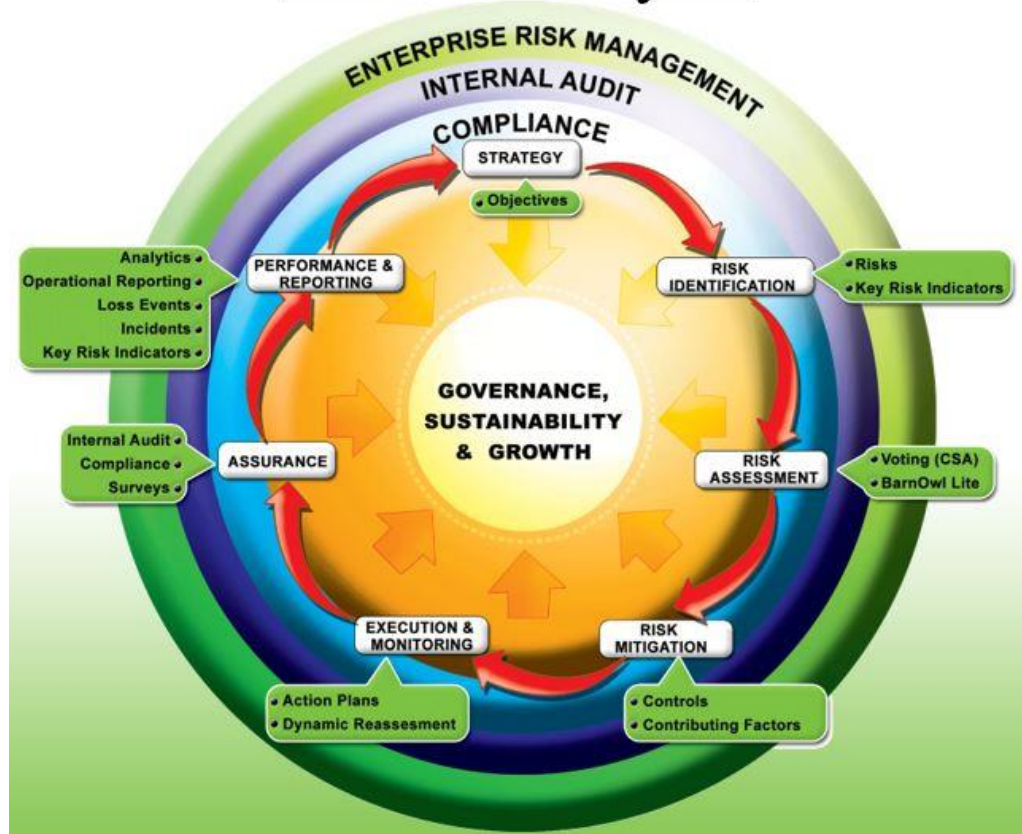 ENTERPRISE RISK MANAGEMENT
INTERNAL AUDIT
COMPLIANCE
STRATEGY
Objectives
RISK
IDENTIFICATION
Risks
Key Risk Indicators
RISK
ASSESSMENT
Voting (CSA)
BarnOwl Lite
RISK
MITIGATION
Controls
Contributing Factors
EXECUTION &
MONITORING
Action Plans
Dynamic Reassesment
ASSURANCE
Internal Audit
Compliance
Surveys
PERFORMANCE &
REPORTING
Analytics
Operational Reporting
Loss Events
Incidents
Key Risk Indicators
GOVERNANCE,
SUSTAINABILITY
& GROWTH